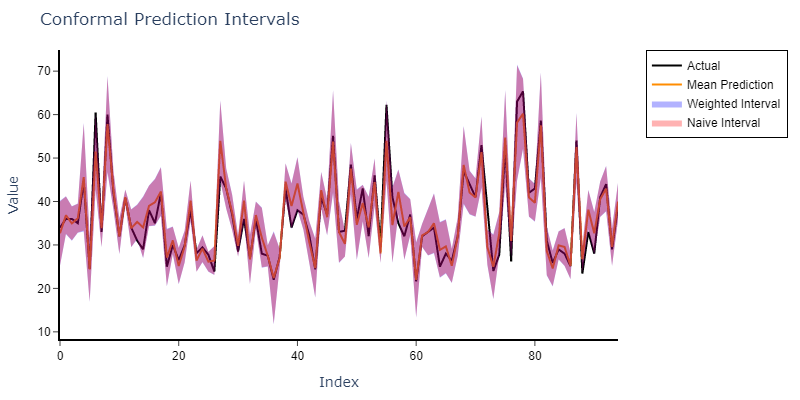 Conformal Prediction Intervals
Value
70
60
50
40
30
20
10
0
20
40
60
80
Index
Actual
Mean Prediction
Weighted Interval
Naive Interval